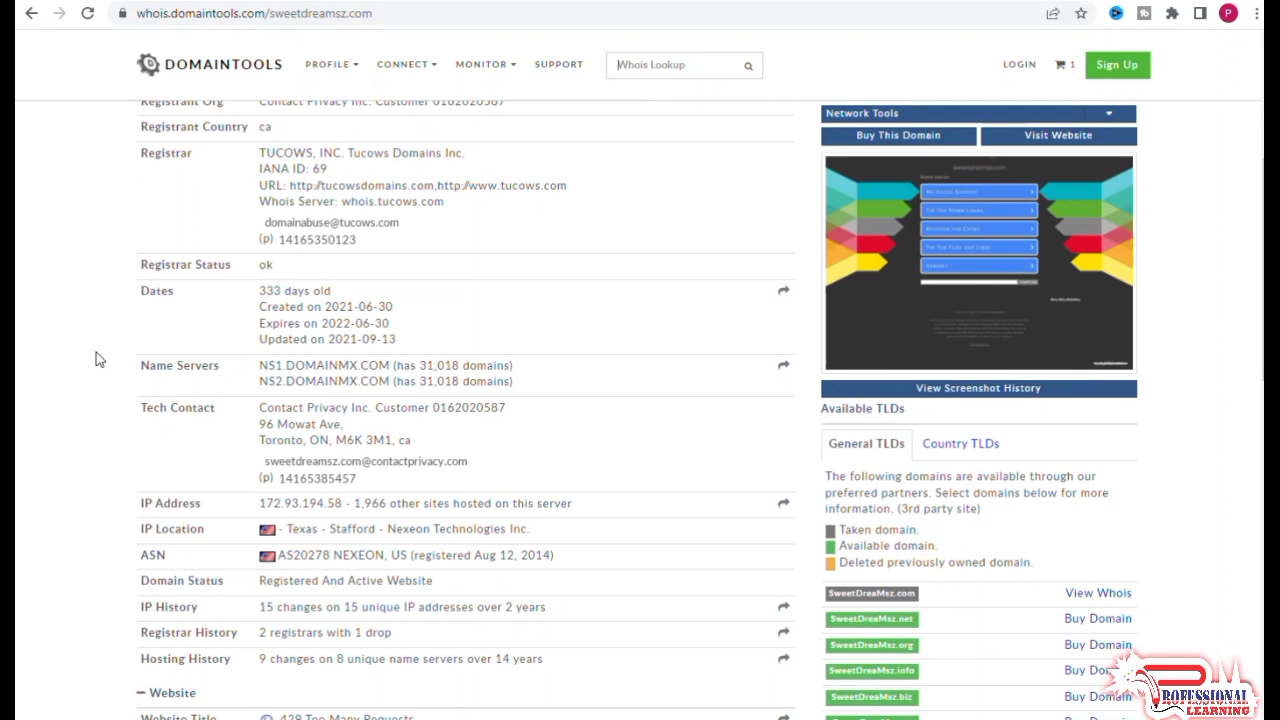 whois.domaintools.com/sweetdreamsz.com
P
DOMAINTOOLS
PROFILE
CONNECT
MONITOR
SUPPORT
Whois Lookup
LOGIN
1
Sign Up
Registrant Org Contact Privacy Inc. Customer 0162020587
Registrant Country ca
Registrar TUCOWS, INC. Tucows Domains Inc.
IANA ID: 69
URL: http://tucowsdomains.com,http://www.tucows.com
Whois Server: whois.tucows.com
domainabuse@tucows.com
(p) 14165350123
Registrar Status ok
Dates 333 days old
Created on 2021-06-30
Expires on 2022-06-30
Updated on 2021-09-13
Name Servers NS1.DOMAINMX.COM (has 31,018 domains)
NS2.DOMAINMX.COM (has 31,018 domains)
Tech Contact Contact Privacy Inc. Customer 0162020587
96 Mowat Ave,
Toronto, ON, M6K 3M1, ca
sweetdreamsz.com@contactprivacy.com
(p) 14165385457
IP Address 172.93.194.58 - 1,966 other sites hosted on this server
IP Location - Texas - Stafford - Nexeon Technologies Inc.
ASN AS20278 NEXEON, US (registered Aug 12, 2014)
Domain Status Registered And Active Website
IP History 15 changes on 15 unique IP addresses over 2 years
Registrar History 2 registrars with 1 drop
Hosting History 9 changes on 8 unique name servers over 14 years
Website
Website Title 429 Too Many Requests
Network Tools
Buy This Domain
Visit Website
sweetdreamsz.com
View Screenshot History
Available TLDs
General TLDs
Country TLDs
The following domains are available through our
preferred partners. Select domains below for more
information. (3rd party site)
Taken domain.
Available domain.
Deleted previously owned domain.
SweetDreaMsz.com View Whois
SweetDreaMsz.net Buy Domain
SweetDreaMsz.org Buy Domain
SweetDreaMsz.info Buy
SweetDreaMsz.biz Buy
PROFESSIONAL
LEARNING